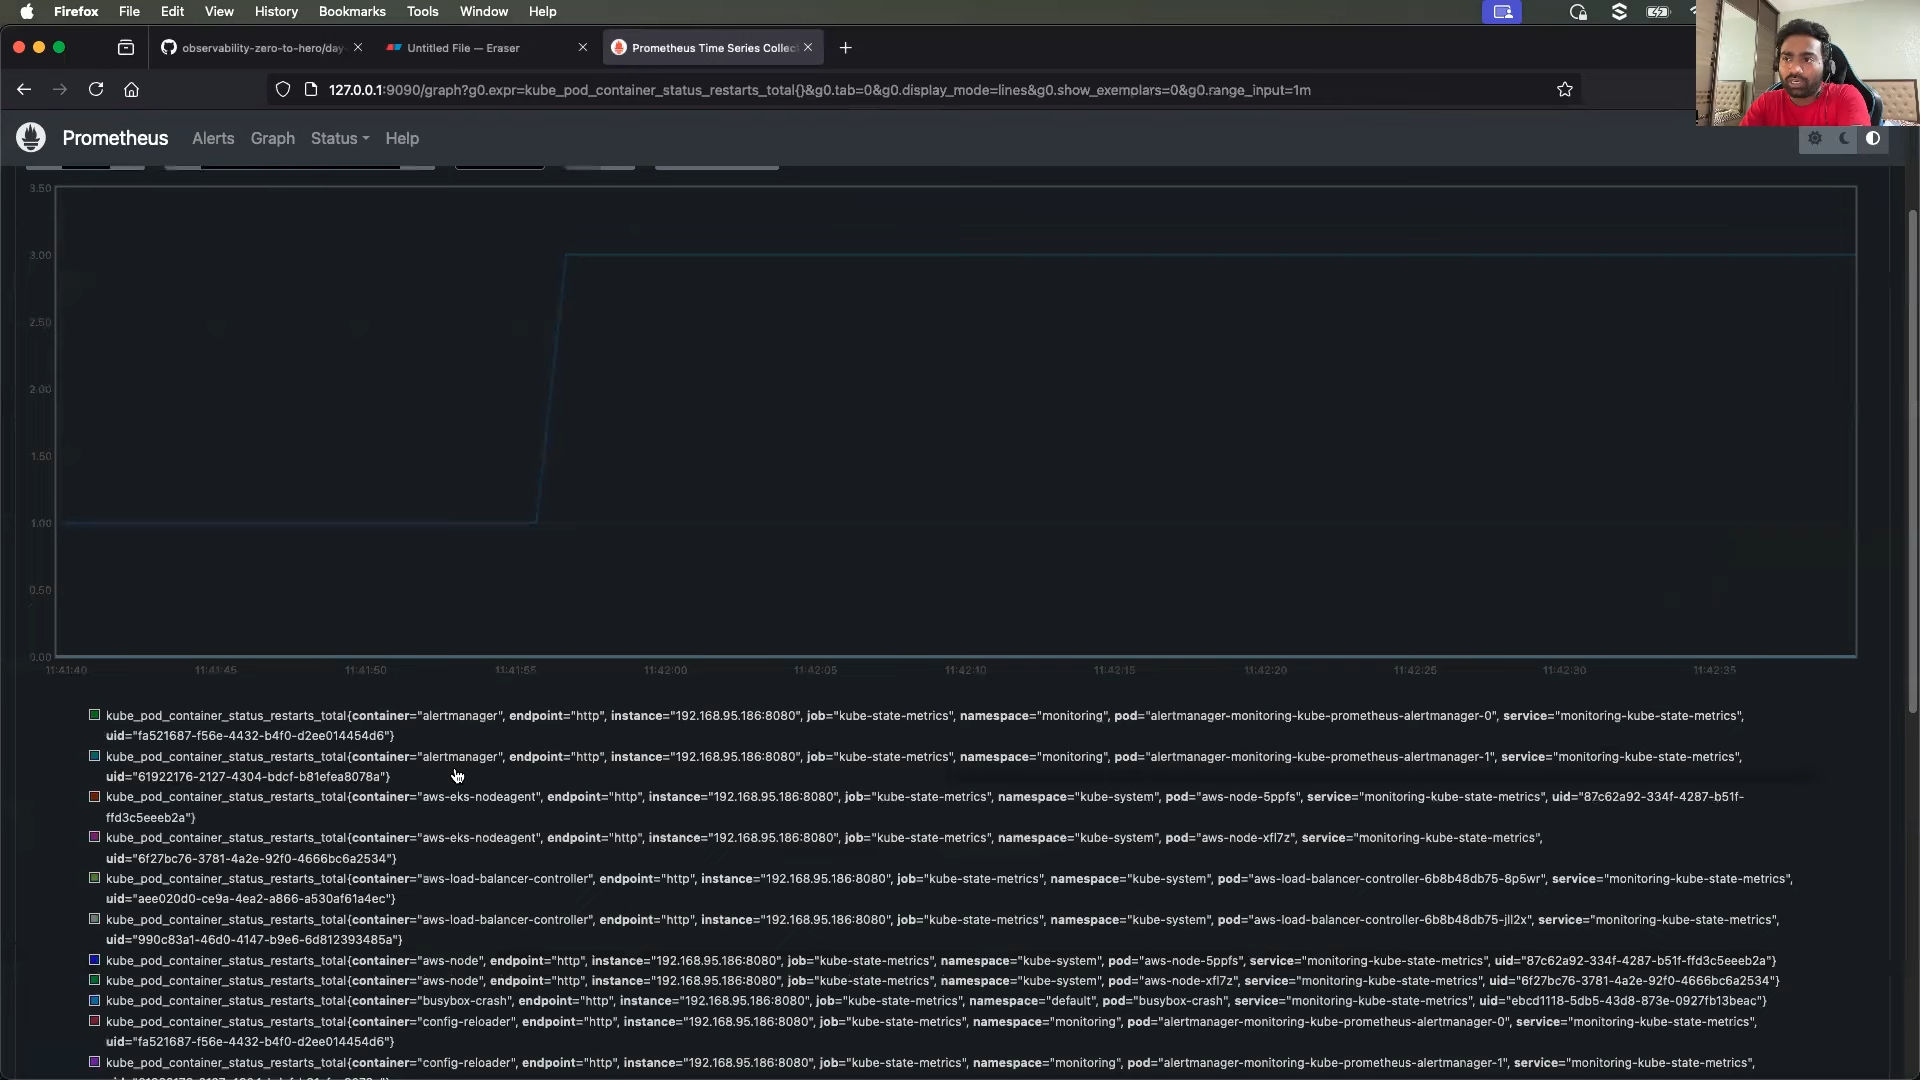 Firefox File Edit View History Bookmarks Tools Window Help
observability-zero-to-hero/day- Untitled File — Eraser Prometheus Time Series Collec
127.0.0.1:9090/graph?g0.expr=kube_pod_container_status_restarts_total{}&g0.tab=0&g0.display_mode=lines&g0.show_exemplars=0&g0.range_input=1m
Prometheus Alerts Graph Status Help
3.50
3.00
2.50
2.00
1.50
1.00
0.50
0.00
11:41:40 11:41:45 11:41:50 11:41:55 11:42:00 11:42:05 11:42:10 11:42:15 11:42:20 11:42:25 11:42:30 11:42:35
kube_pod_container_status_restarts_total{container="alertmanager", endpoint="http", instance="192.168.95.186:8080", job="kube-state-metrics", namespace="monitoring", pod="alertmanager-monitoring-kube-prometheus-alertmanager-0", service="monitoring-kube-state-metrics",
uid="fa521687-f56e-4432-b4f0-d2ee014454d6"}
kube_pod_container_status_restarts_total{container="alertmanager", endpoint="http", instance="192.168.95.186:8080", job="kube-state-metrics", namespace="monitoring", pod="alertmanager-monitoring-kube-prometheus-alertmanager-1", service="monitoring-kube-state-metrics",
uid="61922176-2127-4304-bdcf-b81efea8078a"}
kube_pod_container_status_restarts_total{container="aws-eks-nodeagent", endpoint="http", instance="192.168.95.186:8080", job="kube-state-metrics", namespace="kube-system", pod="aws-node-5ppfs", service="monitoring-kube-state-metrics", uid="87c62a92-334f-4287-b51f-
ffd3c5eeeb2a"}
kube_pod_container_status_restarts_total{container="aws-eks-nodeagent", endpoint="http", instance="192.168.95.186:8080", job="kube-state-metrics", namespace="kube-system", pod="aws-node-xfl7z", service="monitoring-kube-state-metrics",
uid="6f27bc76-3781-4a2e-92f0-4666bc6a2534"}
kube_pod_container_status_restarts_total{container="aws-load-balancer-controller", endpoint="http", instance="192.168.95.186:8080", job="kube-state-metrics", namespace="kube-system", pod="aws-load-balancer-controller-6b8b48db75-8p5wr", service="monitoring-kube-state-metrics",
uid="aee020d0-ce9a-4ea2-a866-a530af61a4ec"}
kube_pod_container_status_restarts_total{container="aws-load-balancer-controller", endpoint="http", instance="192.168.95.186:8080", job="kube-state-metrics", namespace="kube-system", pod="aws-load-balancer-controller-6b8b48db75-jll2x", service="monitoring-kube-state-metrics",
uid="990c83a1-46d0-4147-b9e6-6d812393485a"}
kube_pod_container_status_restarts_total{container="aws-node", endpoint="http", instance="192.168.95.186:8080", job="kube-state-metrics", namespace="kube-system", pod="aws-node-5ppfs", service="monitoring-kube-state-metrics", uid="87c62a92-334f-4287-b51f-ffd3c5eeeb2a"}
kube_pod_container_status_restarts_total{container="aws-node", endpoint="http", instance="192.168.95.186:8080", job="kube-state-metrics", namespace="kube-system", pod="aws-node-xfl7z", service="monitoring-kube-state-metrics", uid="6f27bc76-3781-4a2e-92f0-4666bc6a2534"}
kube_pod_container_status_restarts_total{container="busybox-crash", endpoint="http", instance="192.168.95.186:8080", job="kube-state-metrics", namespace="default", pod="busybox-crash", service="monitoring-kube-state-metrics", uid="ebcd1118-5db5-43d8-873e-0927fb13beac"}
kube_pod_container_status_restarts_total{container="config-reloader", endpoint="http", instance="192.168.95.186:8080", job="kube-state-metrics", namespace="monitoring", pod="alertmanager-monitoring-kube-prometheus-alertmanager-0", service="monitoring-kube-state-metrics",
uid="fa521687-f56e-4432-b4f0-d2ee014454d6"}
kube_pod_container_status_restarts_total{container="config-reloader", endpoint="http", instance="192.168.95.186:8080", job="kube-state-metrics", namespace="monitoring", pod="alertmanager-monitoring-kube-prometheus-alertmanager-1", service="monitoring-kube-state-metrics",